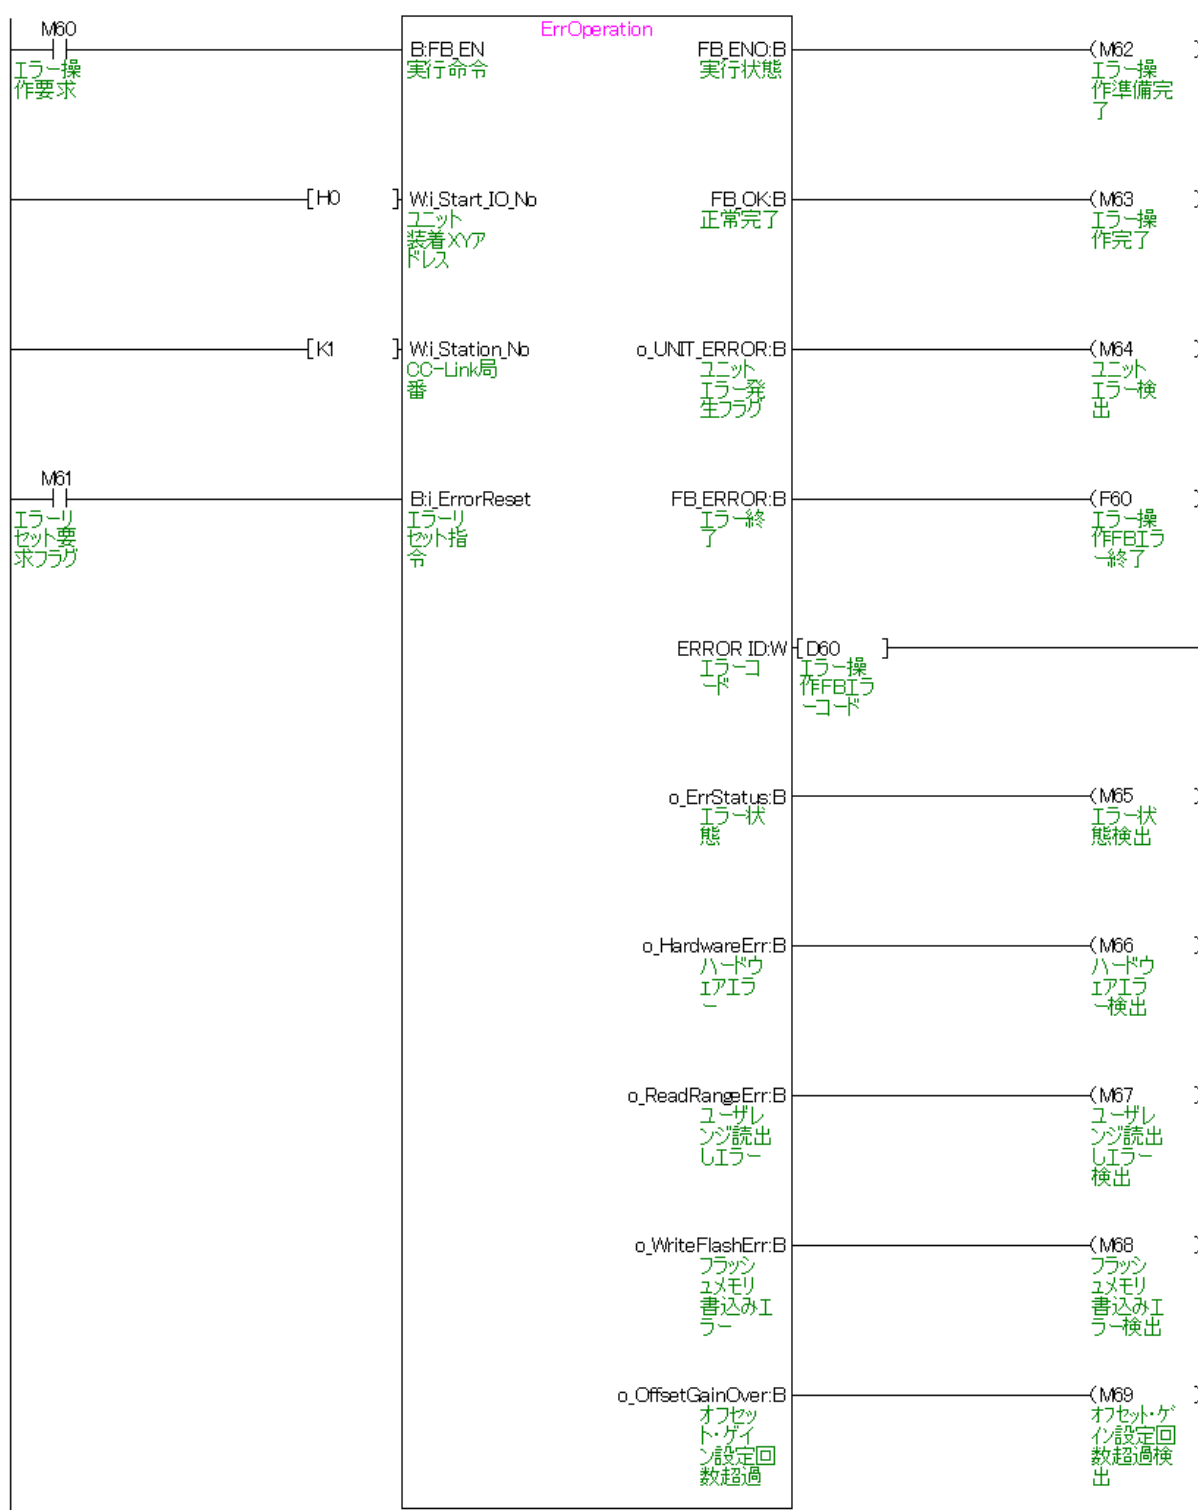 M60
エラー操
作要求
ErrOperation
B:FB_EN
実行命令
FB_ENO:B
実行状態
M62
エラー操
作準備完
了
H0
W:i_Start_IO_No
ユニット
装着XYア
ドレス
FB_OK:B
正常完了
M63
エラー操
作完了
K1
W:i_Station_No
CC-Link局
番
o_UNIT_ERROR:B
ユニット
エラー発
生フラグ
M64
ユニット
エラー検
出
M61
エラーリ
セット要
求フラグ
B:i_ErrorReset
エラーリ
セット指
令
FB_ERROR:B
エラー終
了
F60
エラー操
作FBエラ
ー終了
ERROR ID:W
エラーコ
ード
D60
エラー操
作FBエラ
ーコード
o_ErrStatus:B
エラー状
態
M65
エラー状
態検出
o_HardwareErr:B
ハードウ
ェアエラ
ー
M66
ハードウ
ェアエラ
ー検出
o_ReadRangeErr:B
ユーザレ
ンジ読出
しエラー
M67
ユーザレ
ンジ読出
しエラー
検出
o_WriteFlashErr:B
フラッシ
ュメモリ
書込みエ
ラー
M68
フラッシ
ュメモリ
書込みエ
ラー検出
o_OffsetGainOver:B
オフセッ
ト・ゲイ
ン設定回
数超過
M69
オフセット・ゲ
イン設定回
数超過検
出